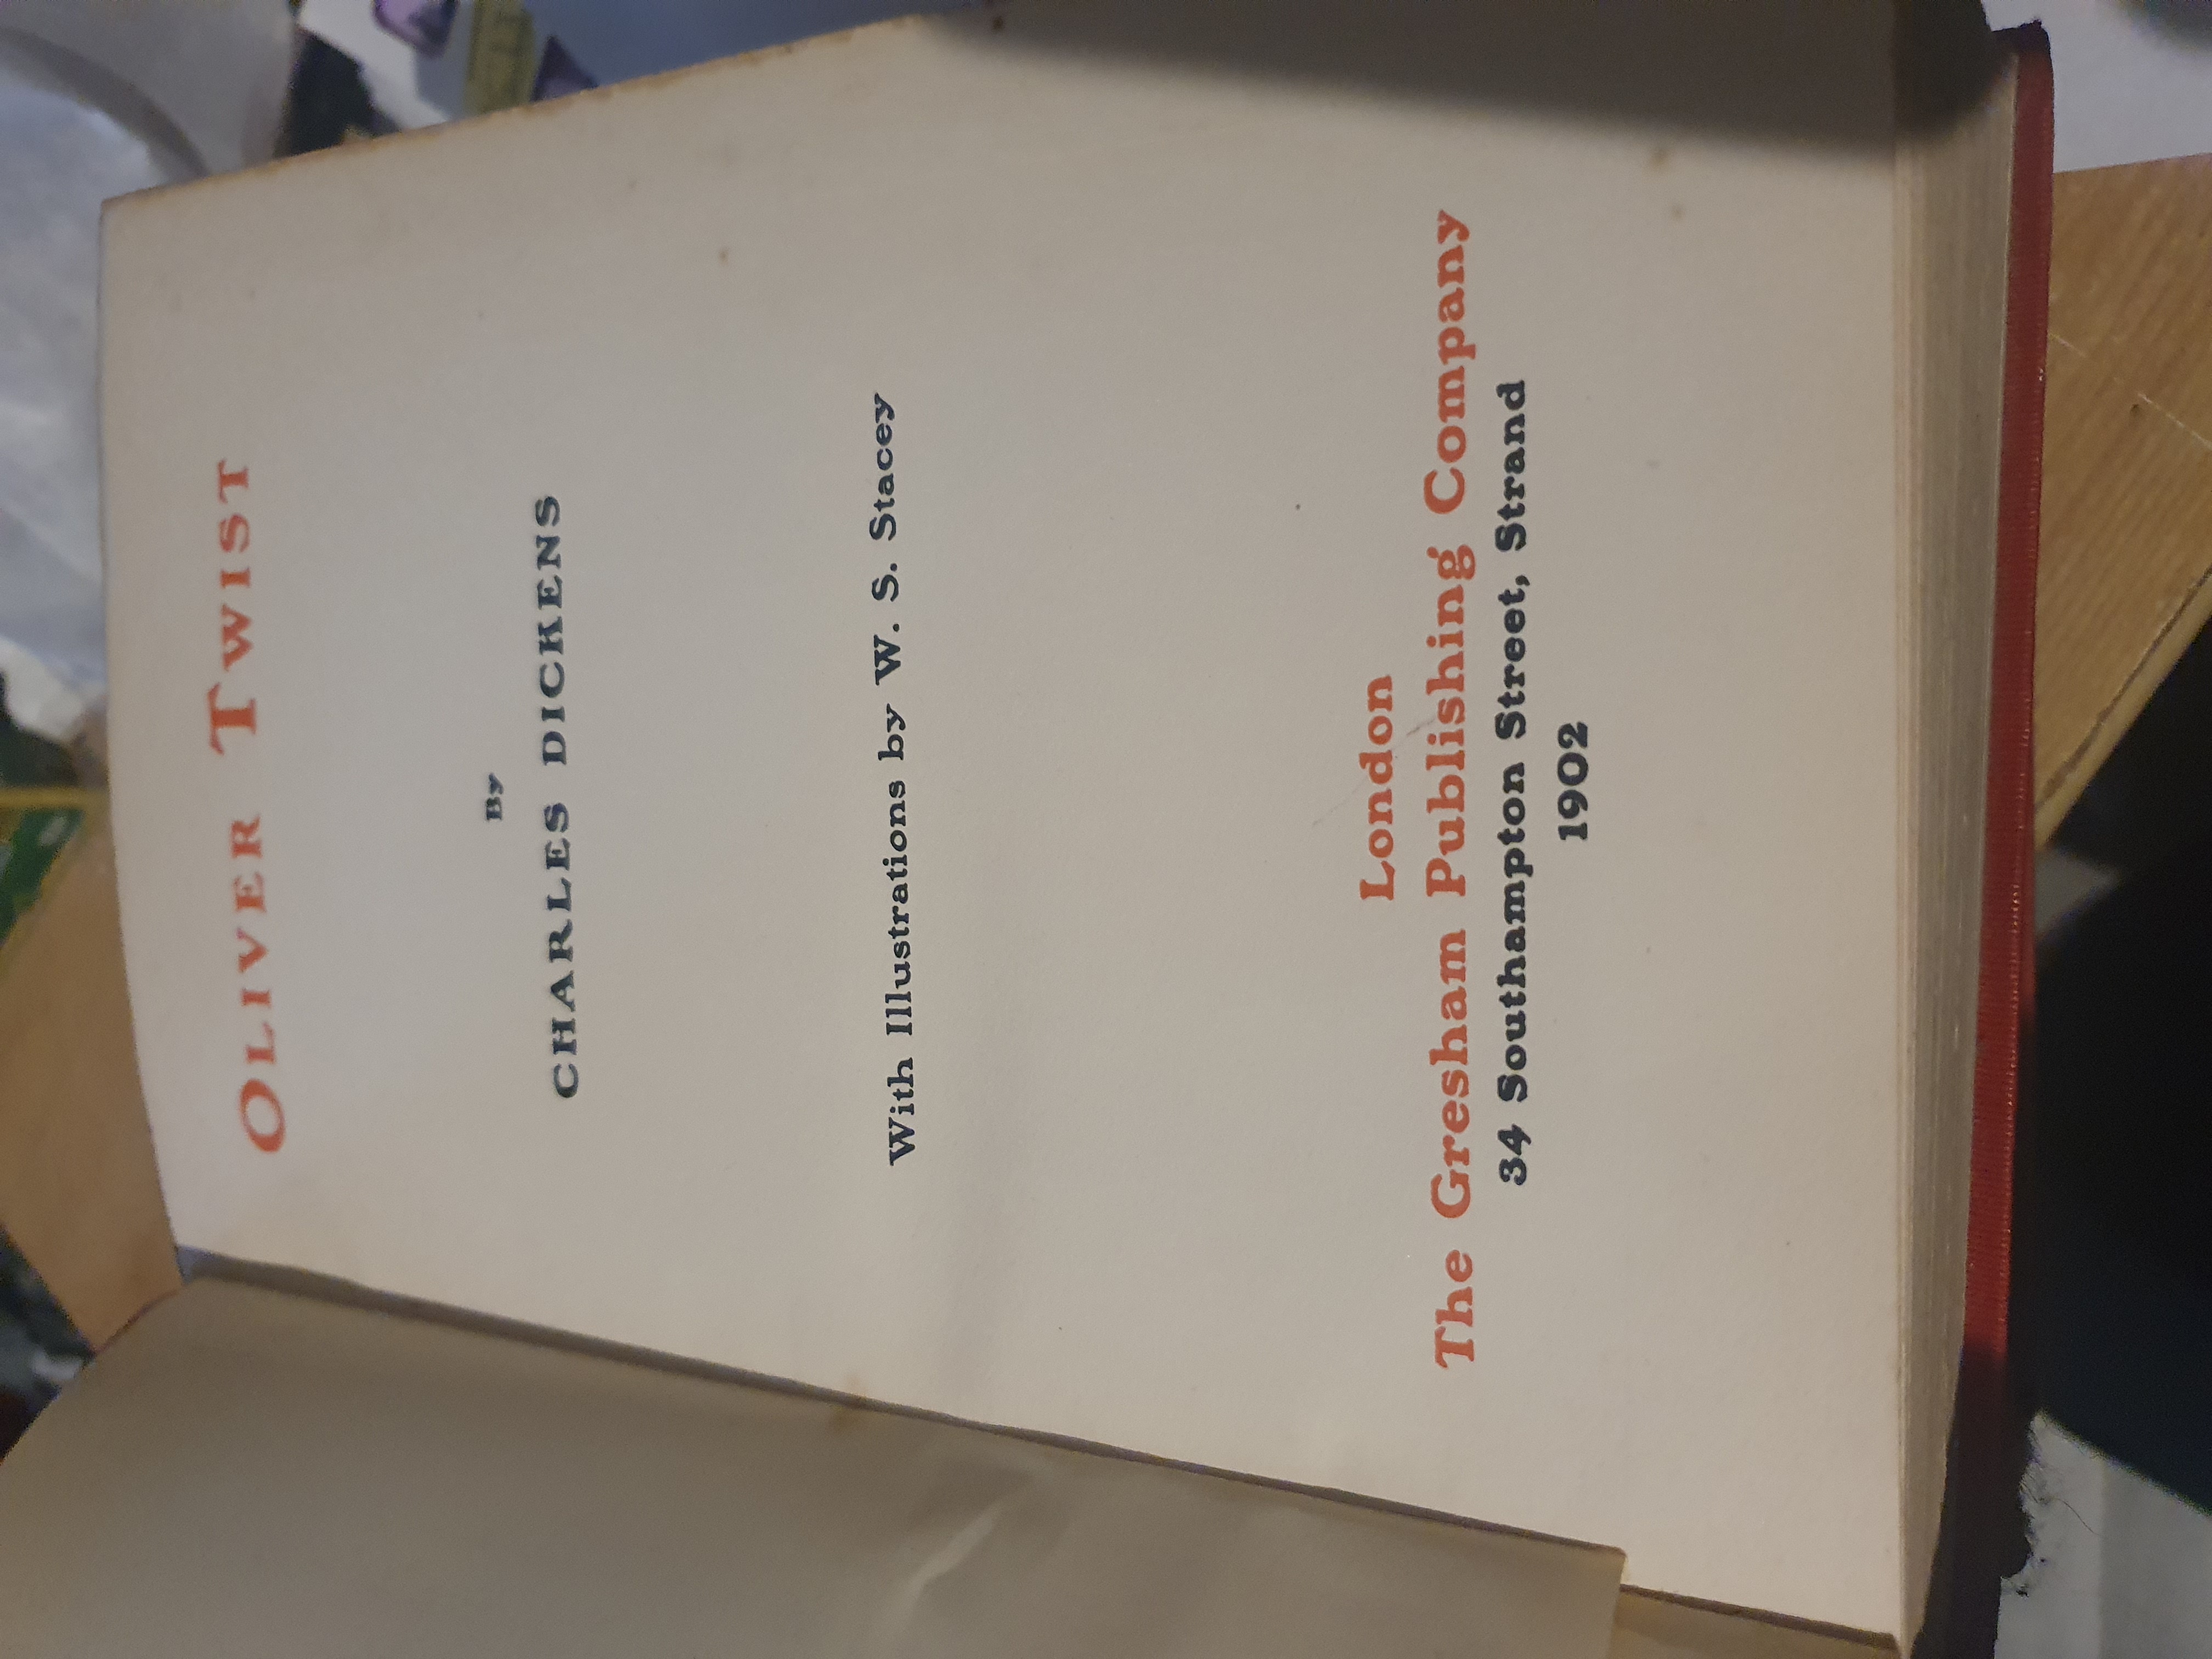 OLIVER TWIST
By
CHARLES DICKENS
With Illustrations by W. S. Stacey
London
The Gresham Publishing Company
34 Southampton Street, Strand
1902